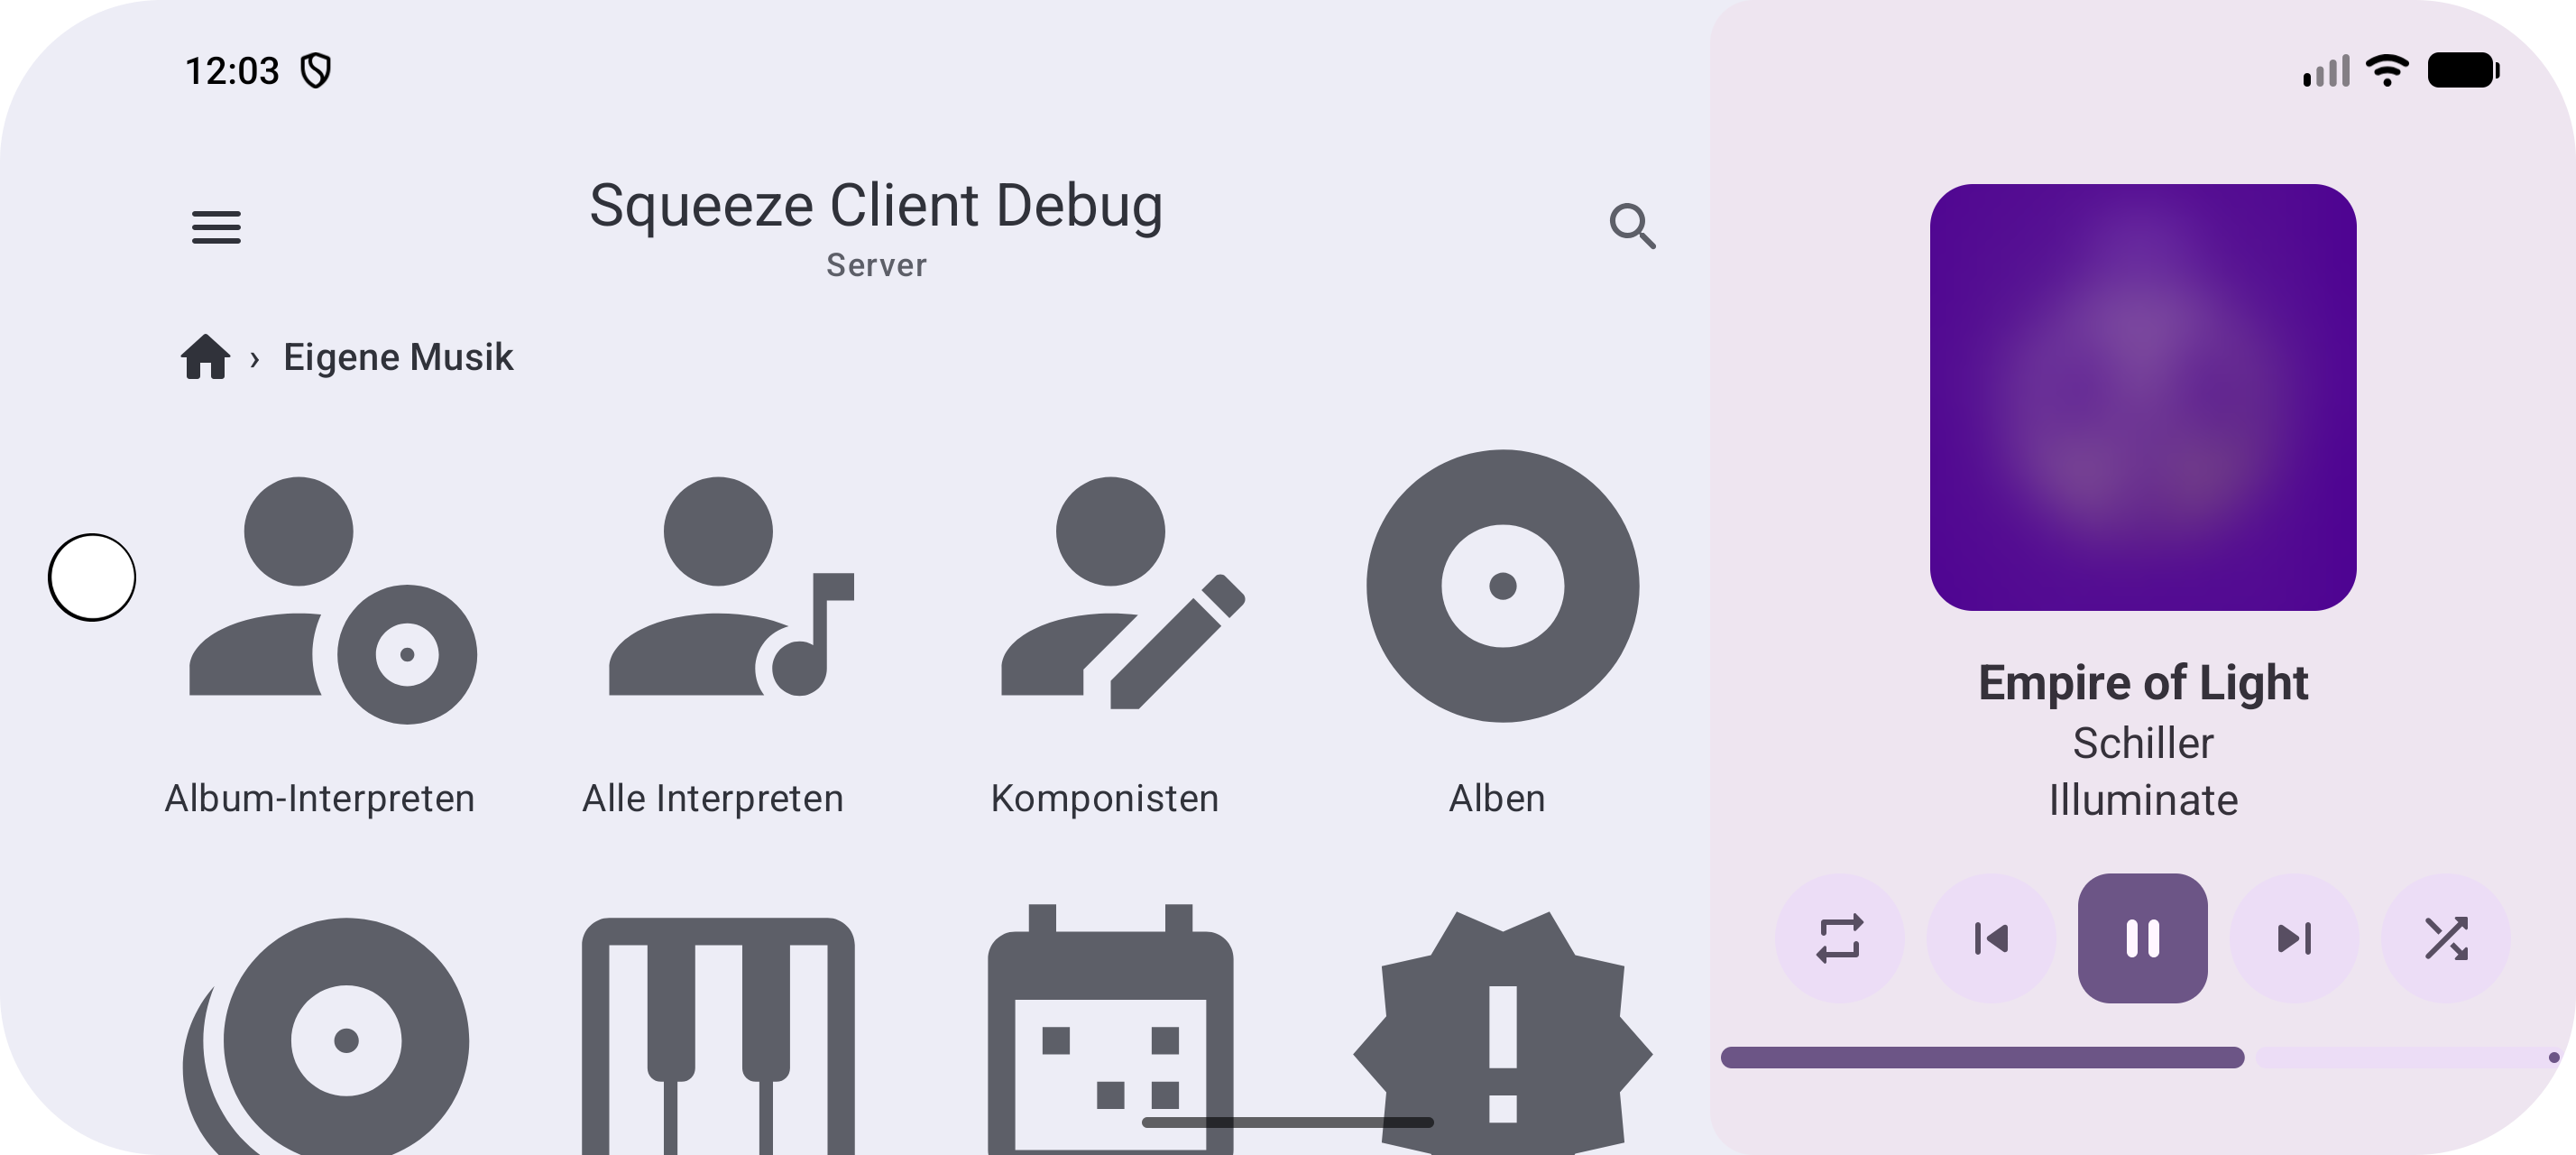 12:03
Squeeze Client Debug
Server
› Eigene Musik
Album-Interpreten
Alle Interpreten
Komponisten
Alben
Empire of Light
Schiller
Illuminate